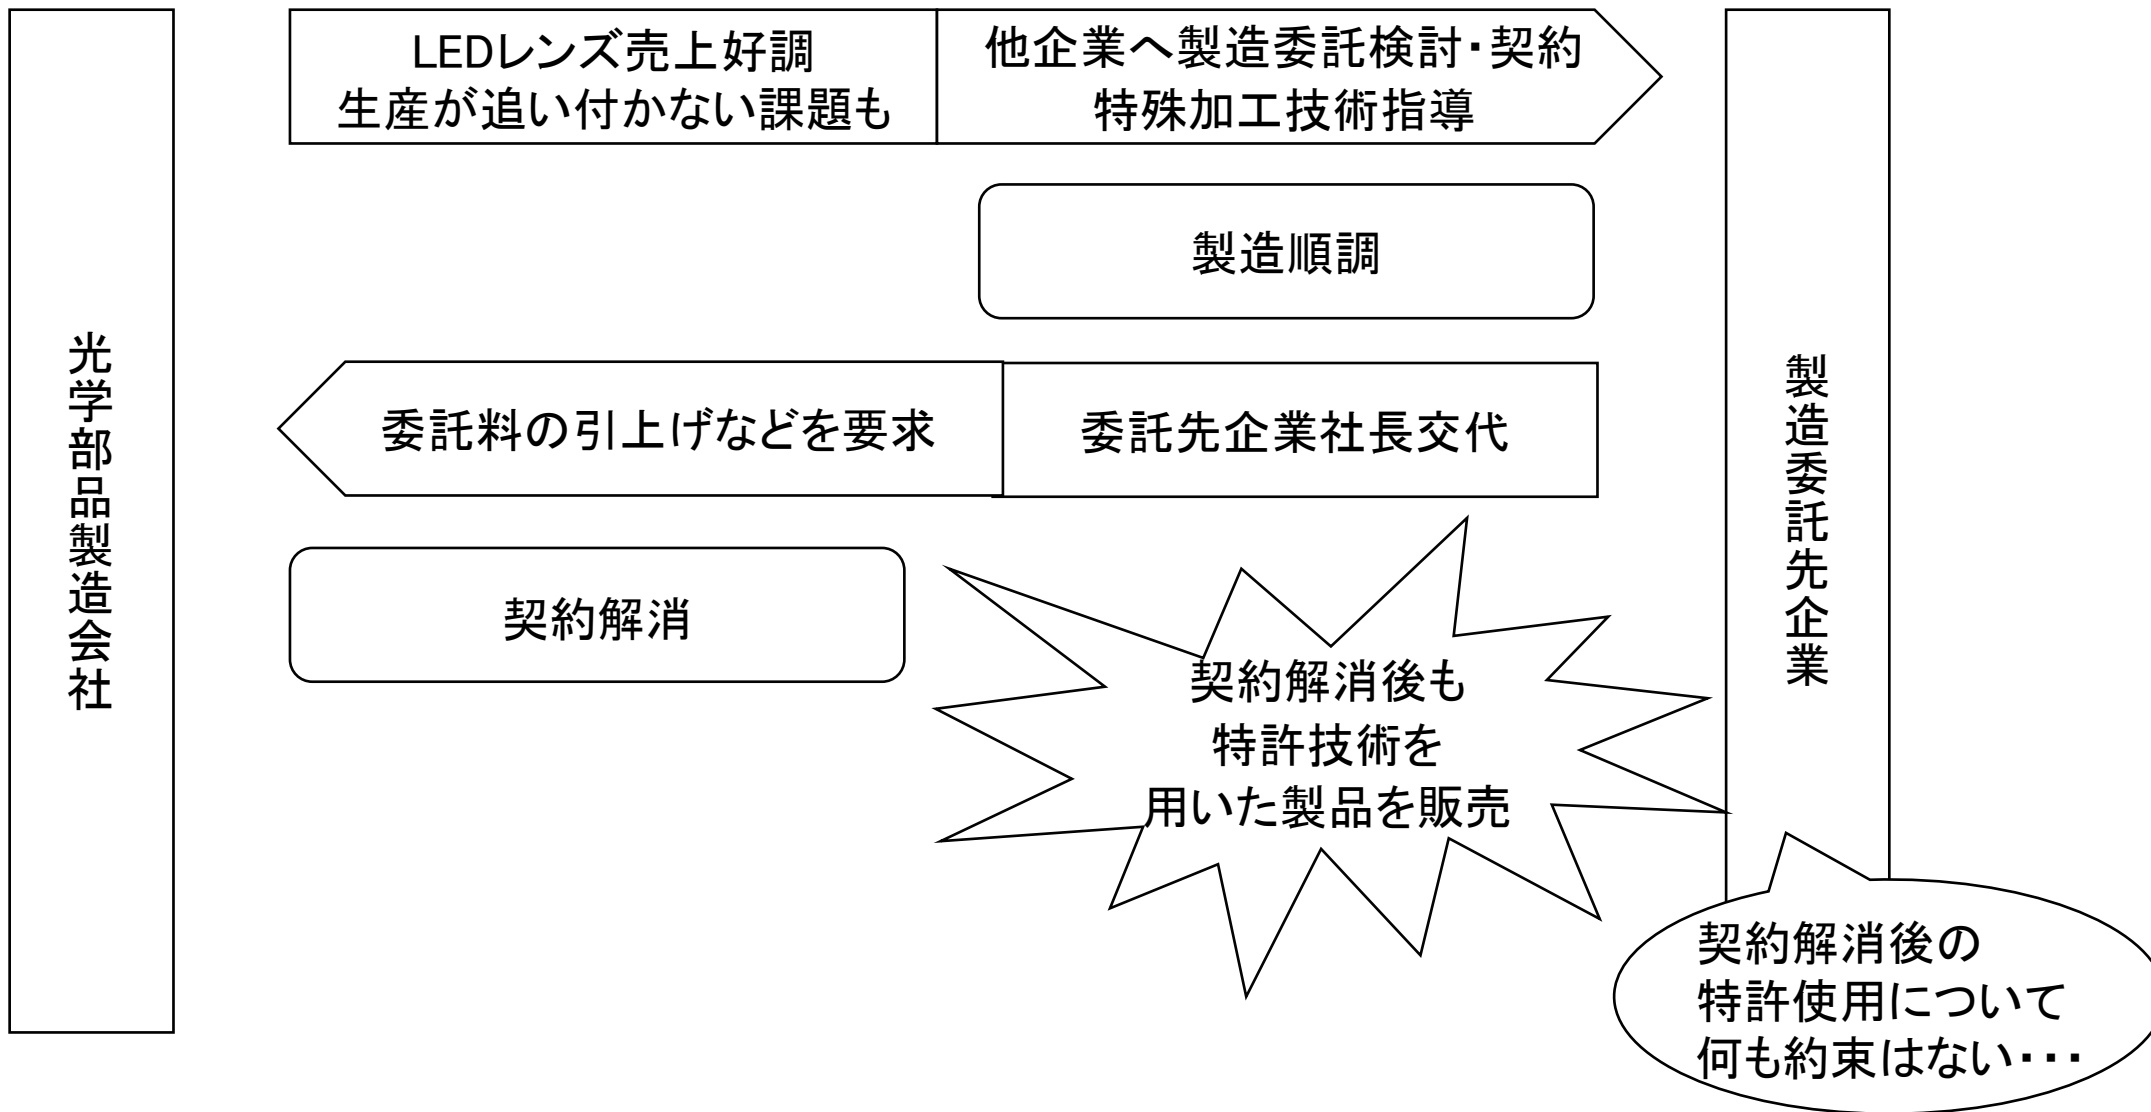 光学部品製造会社
LEDレンズ売上好調
生産が追い付かない課題も
他企業へ製造委託検討・契約
特殊加工技術指導
製造順調
委託料の引上げなどを要求
委託先企業社長交代
契約解消
契約解消後も
特許技術を
用いた製品を販売
製造委託先企業
契約解消後の
特許使用について
何も約束はない・・・